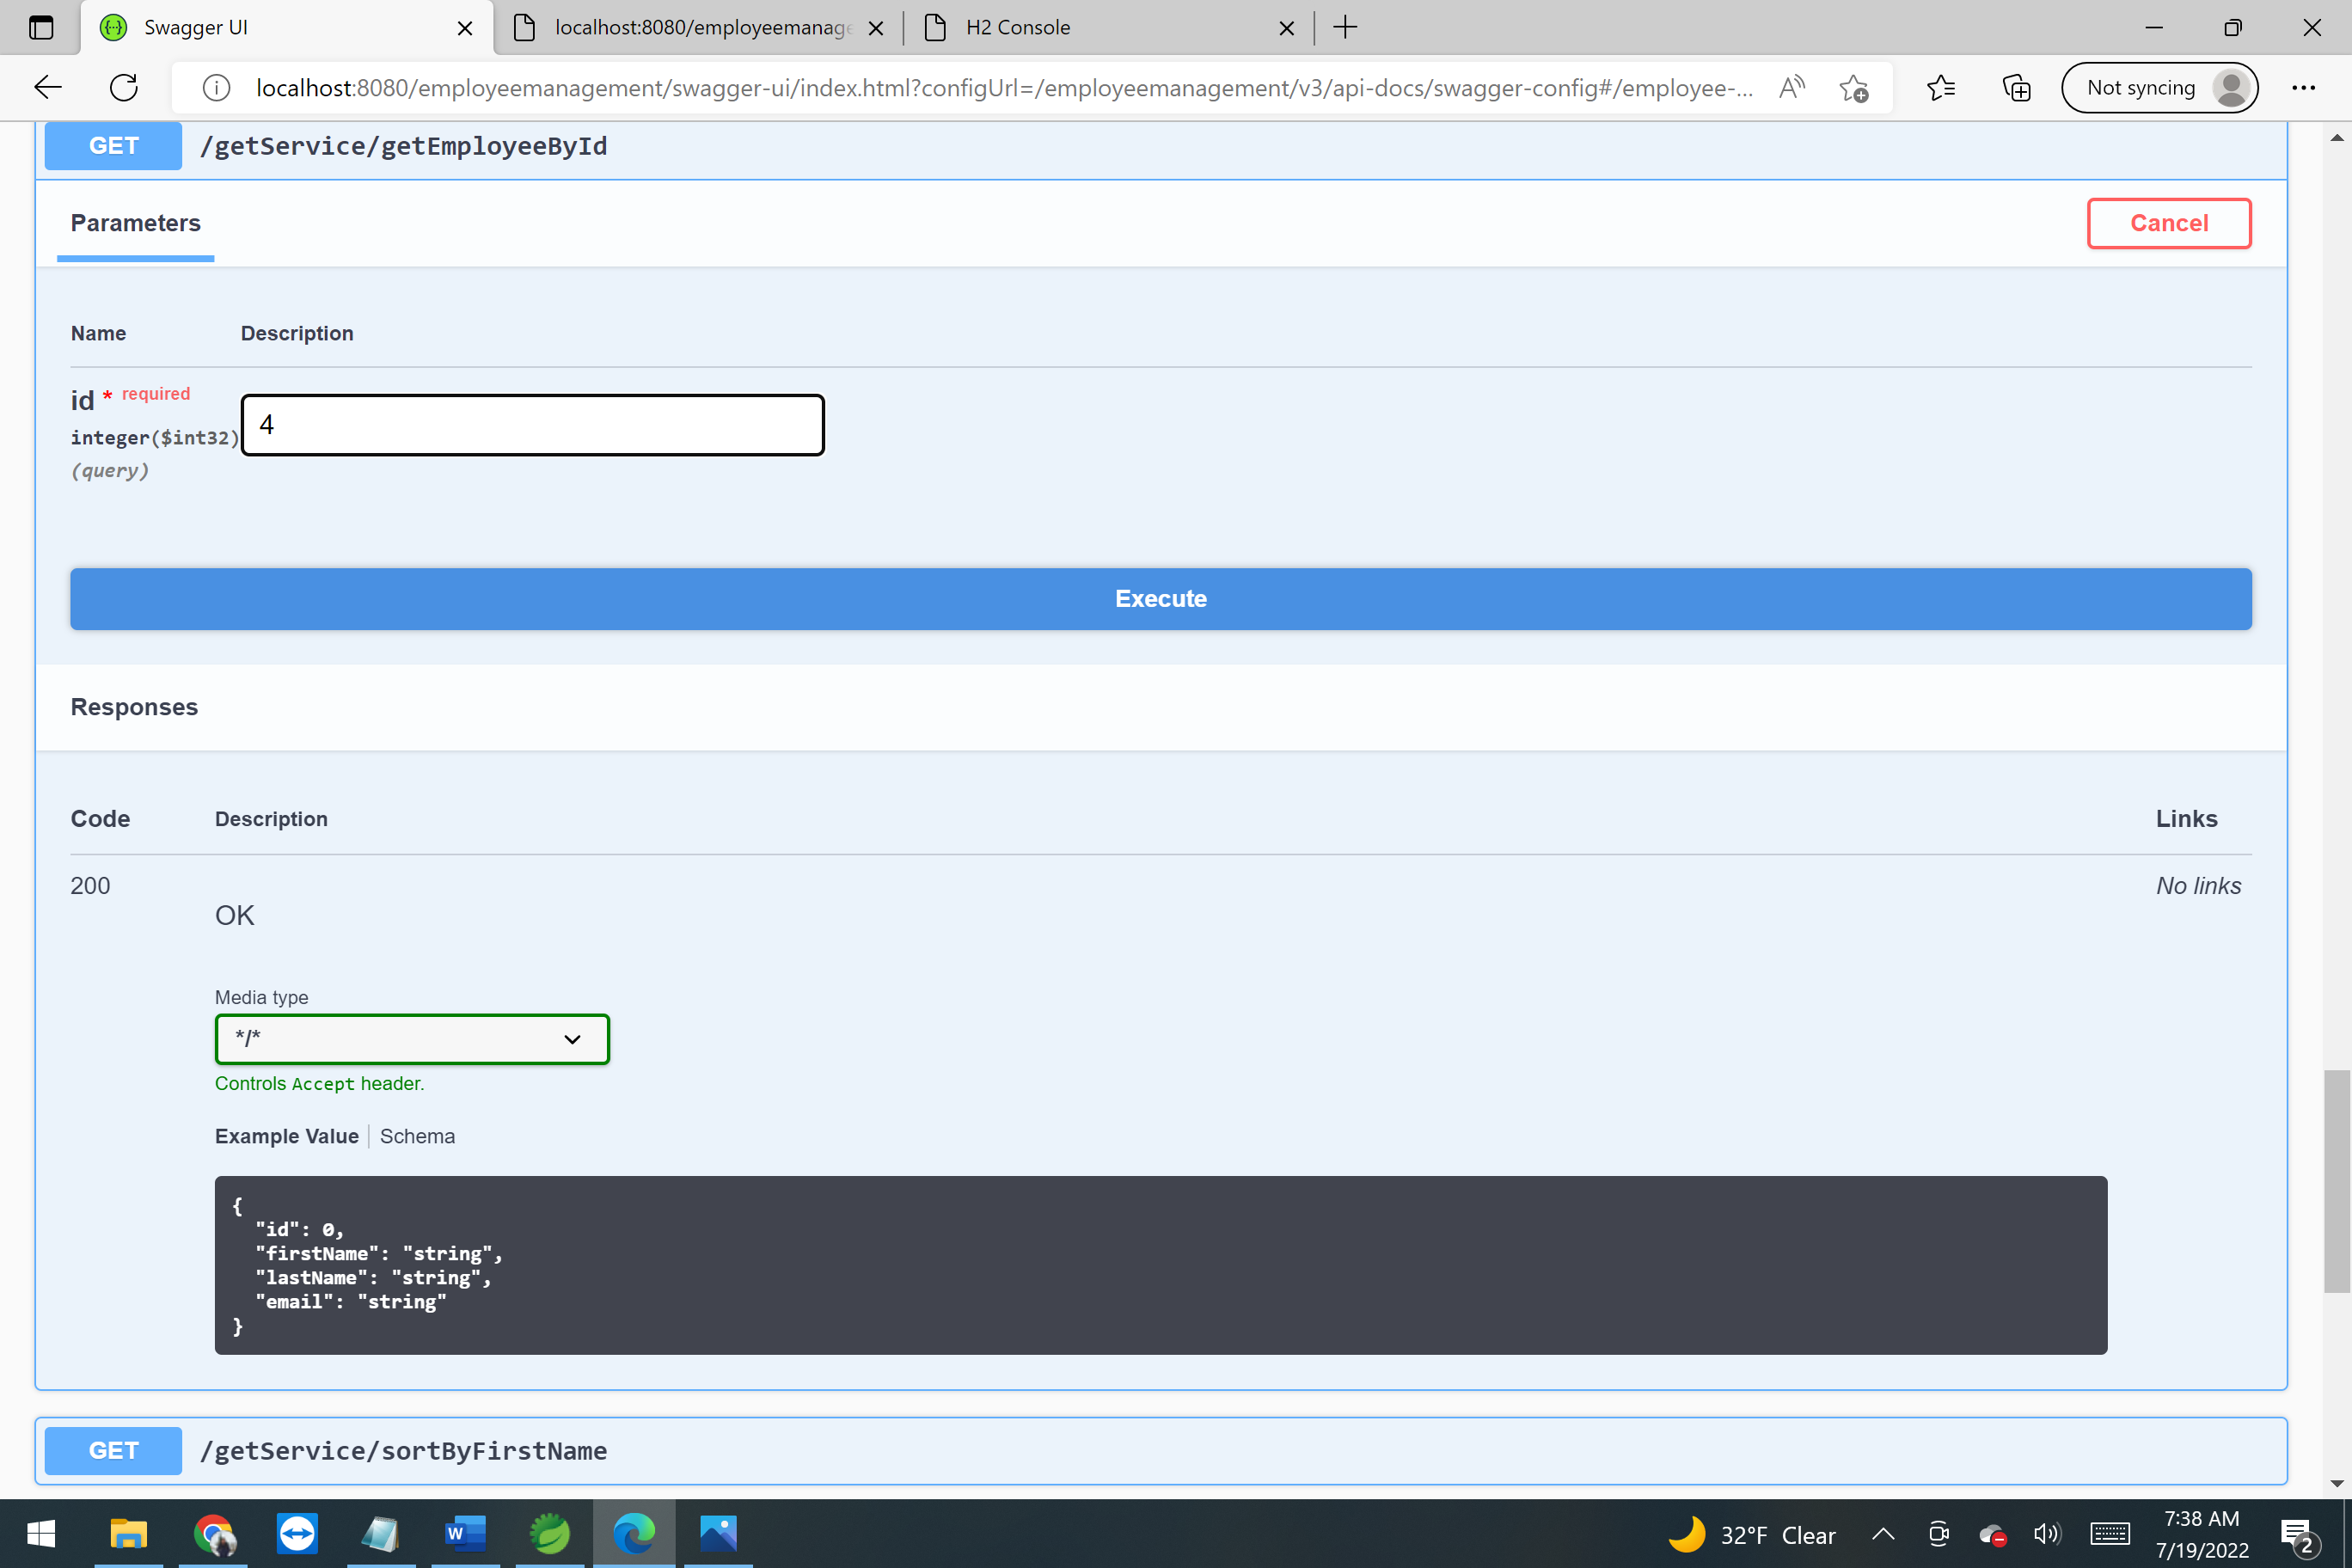 Swagger UI
localhost:8080/employeemanage
H2 Console
localhost:8080/employeemanagement/swagger-ui/index.html?configUrl=/employeemanagement/v3/api-docs/swagger-config#/employee-...
Not syncing
GET /getService/getEmployeeById
Parameters
Cancel
Name Description
id * required
integer($int32)
(query)
4
Execute
Responses
Code Description Links
200 No links
OK
Media type
*/*
Controls Accept header.
Example Value Schema
{
"id": 0,
"firstName": "string",
"lastName": "string",
"email": "string"
}
GET /getService/sortByFirstName
32°F Clear
7:38 AM
7/19/2022
2